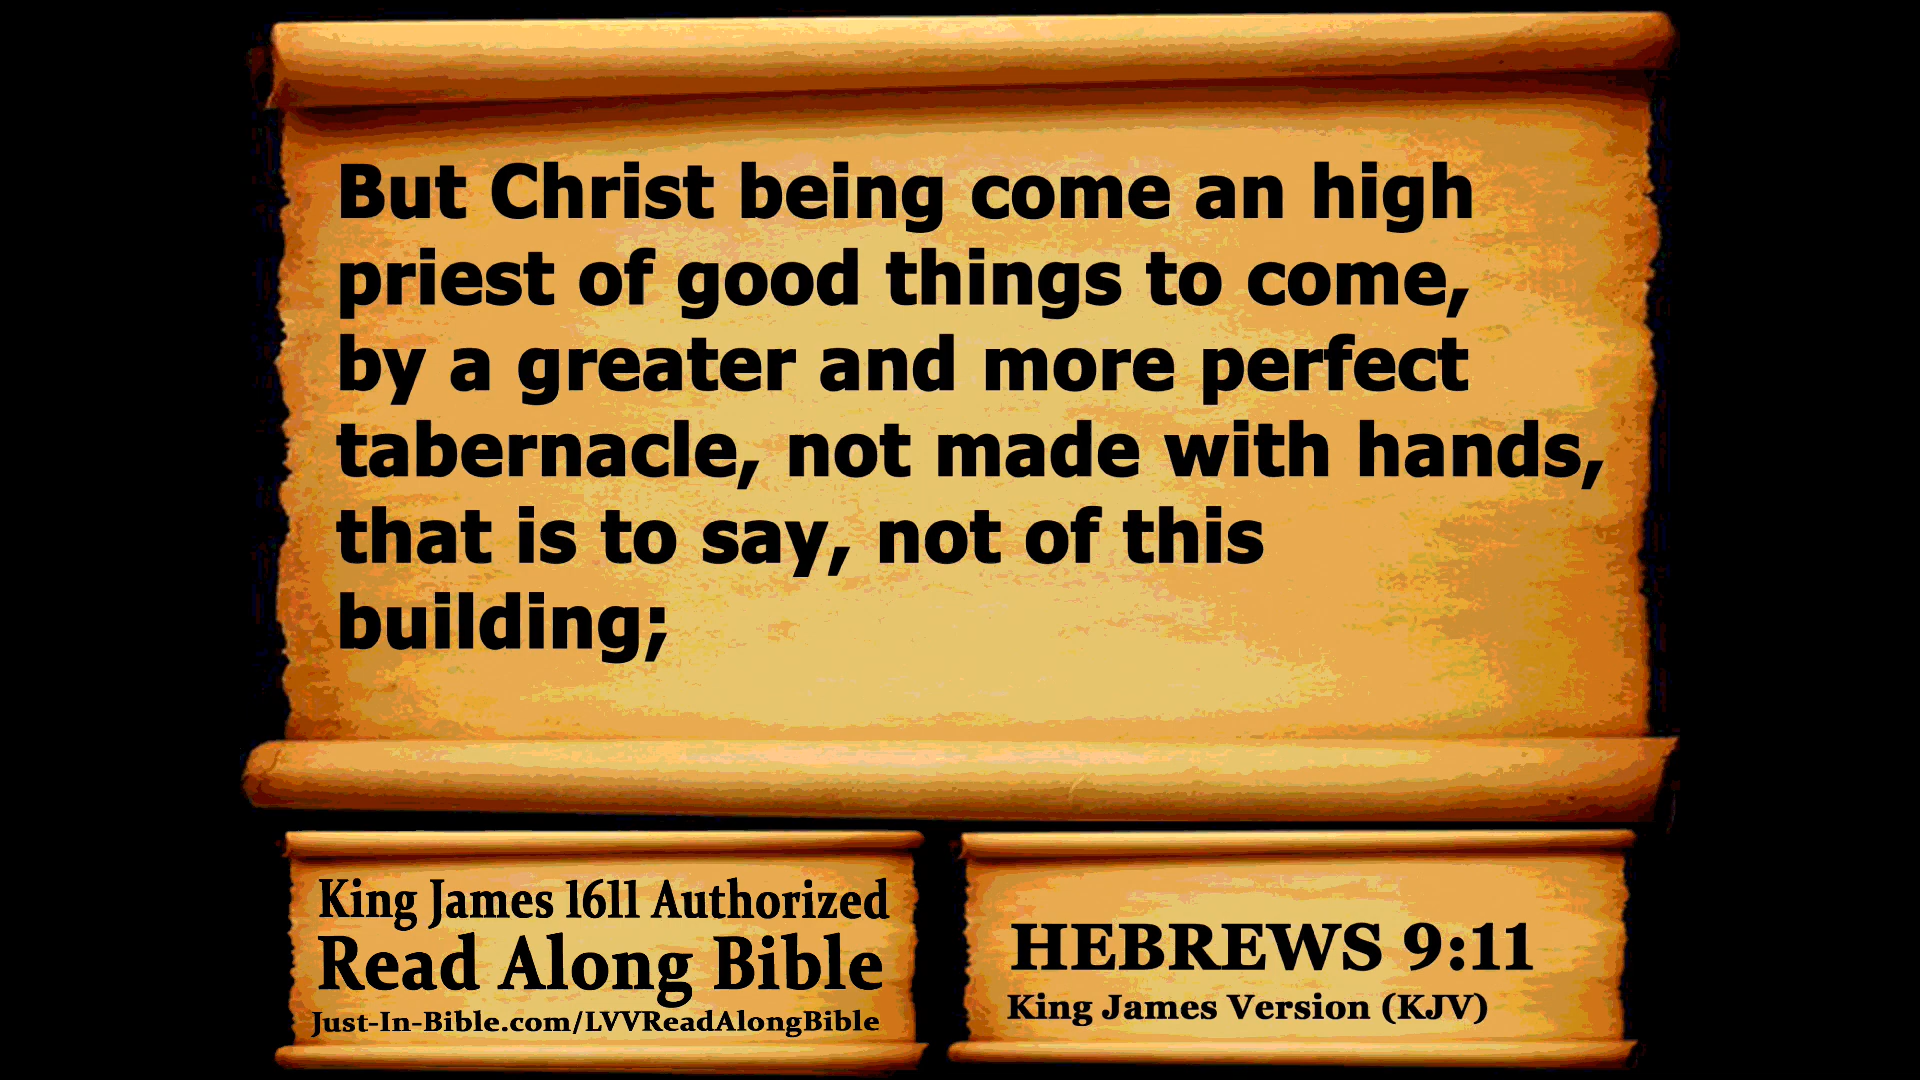 But Christ being come an high
priest of good things to come,
by a greater and more perfect
tabernacle, not made with hands,
that is to say, not of this
building;
King James 1611 Authorized
Read Along Bible
Just-In-Bible.com/LVVReadAlongBible
HEBREWS 9:11
King James Version (KJV)